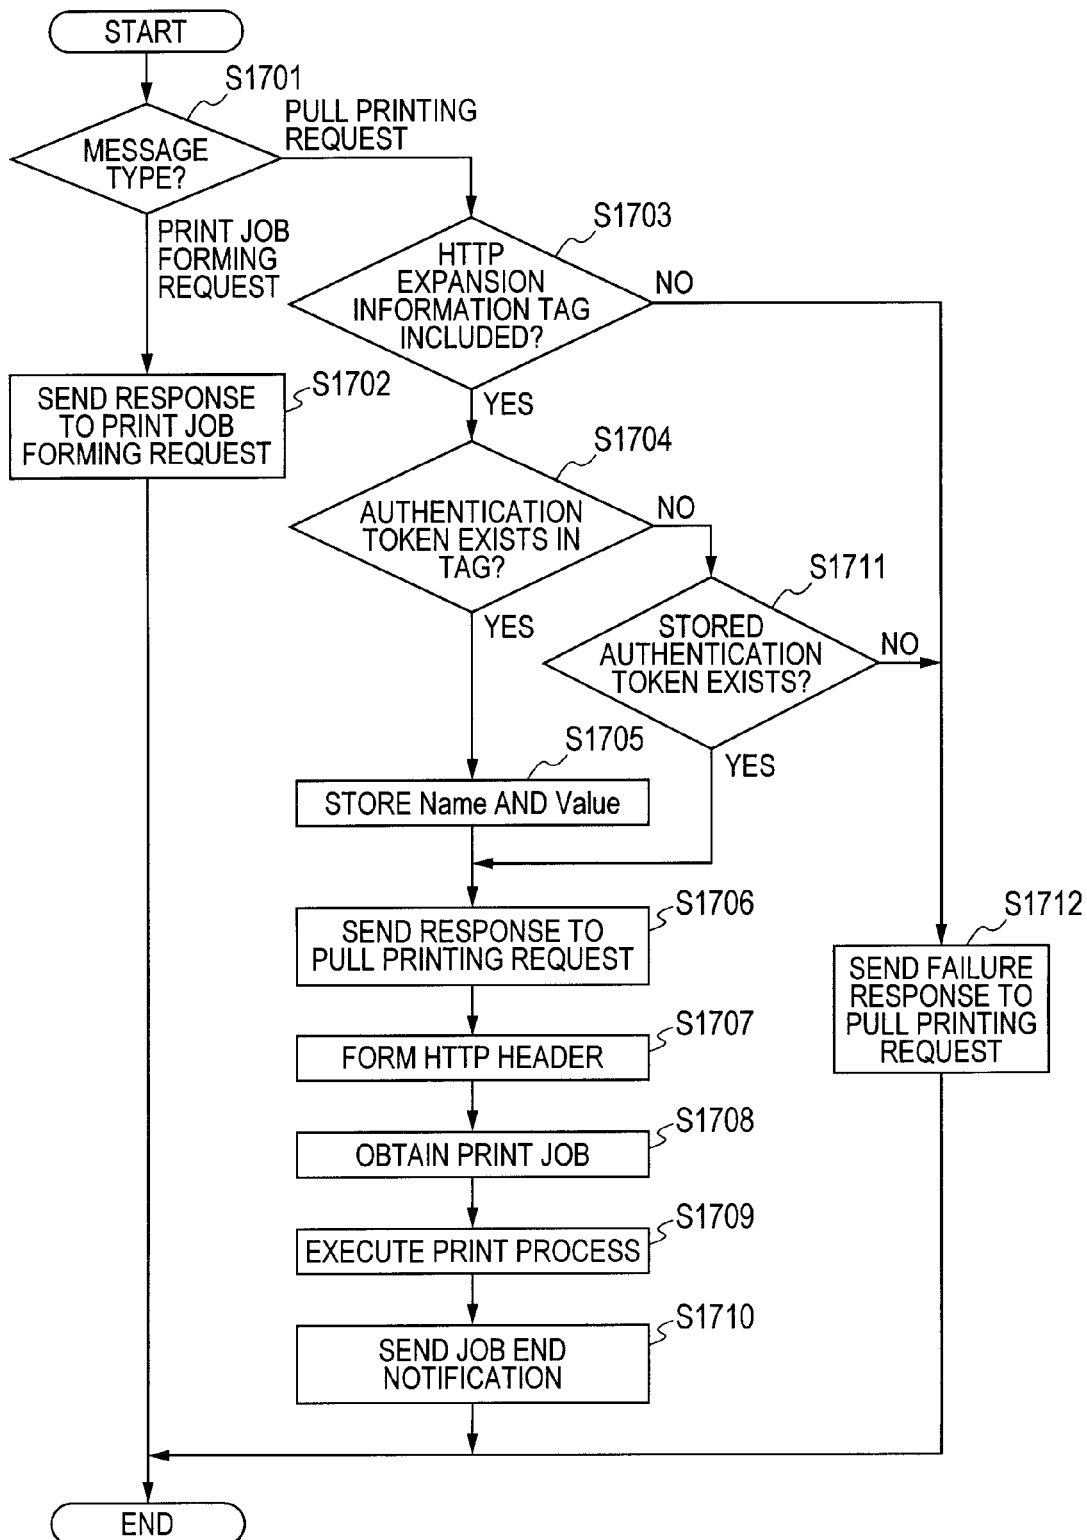 START
S1701
PULL PRINTING
REQUEST
MESSAGE
TYPE?
PRINT JOB
FORMING
REQUEST
S1703
HTTP
EXPANSION
INFORMATION TAG
INCLUDED?
NO
YES
S1702
SEND RESPONSE
TO PRINT JOB
FORMING REQUEST
S1704
AUTHENTICATION
TOKEN EXISTS IN
TAG?
NO
YES
S1711
STORED
AUTHENTICATION
TOKEN EXISTS?
NO
YES
S1705
STORE Name AND Value
S1706
SEND RESPONSE TO
PULL PRINTING REQUEST
S1712
SEND FAILURE
RESPONSE TO
PULL PRINTING
REQUEST
S1707
FORM HTTP HEADER
S1708
OBTAIN PRINT JOB
S1709
EXECUTE PRINT PROCESS
S1710
SEND JOB END
NOTIFICATION
END